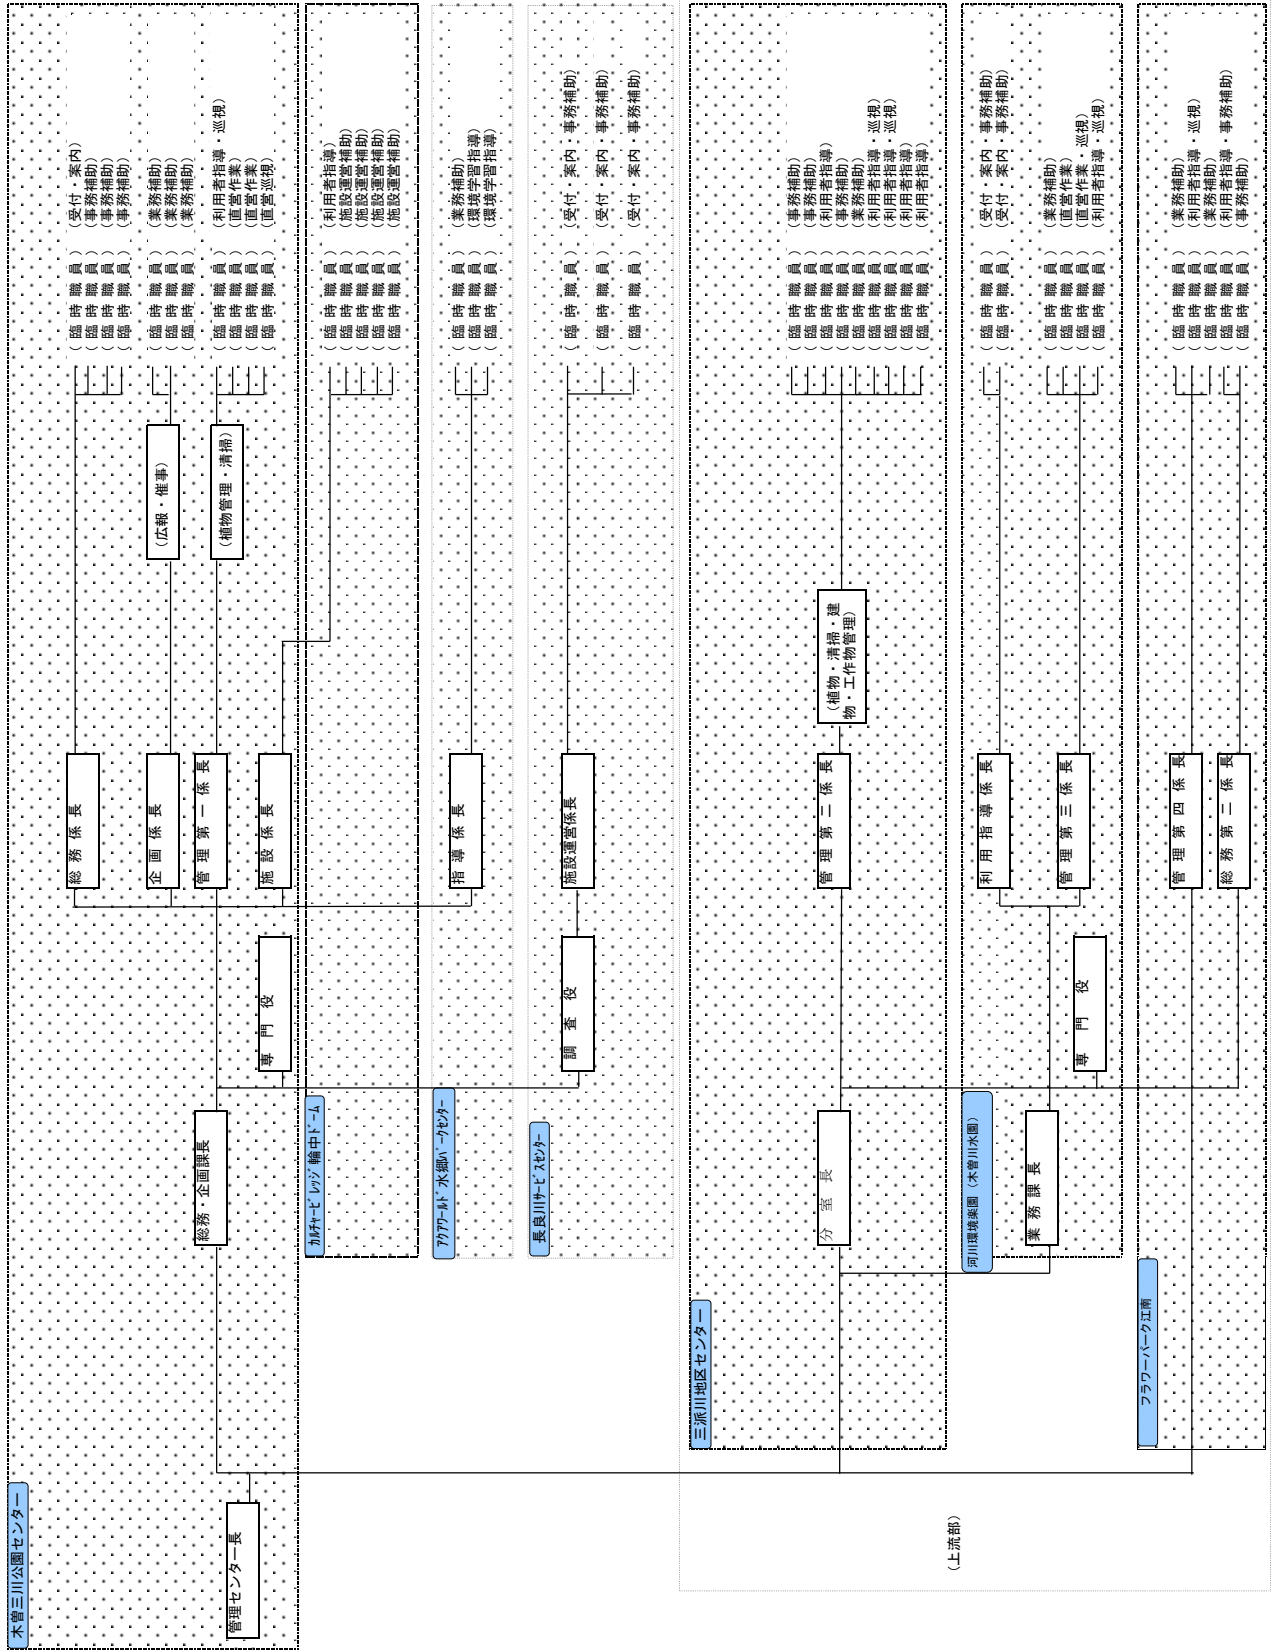 木曽三川公園センター
管理センター長
総務・企画課長
専門役
総務係長
(臨時職員)(受付・案内)
(臨時職員)(事務補助)
(臨時職員)(事務補助)
(臨時職員)(事務補助)
企画係長
(広報・催事)
(臨時職員)(業務補助)
(臨時職員)(業務補助)
(臨時職員)(業務補助)
管理第一係長
(植物管理・清掃)
(臨時職員)(利用者指導・巡視)
(臨時職員)(直営作業)
(臨時職員)(直営作業)
(臨時職員)(直営巡視)
施設係長
カルチャービレッジ輪中ドーム
(臨時職員)(利用者指導)
(臨時職員)(施設運営補助)
(臨時職員)(施設運営補助)
(臨時職員)(施設運営補助)
(臨時職員)(施設運営補助)
アクアワールド水郷パークセンター
指導係長
(臨時職員)(業務補助)
(臨時職員)(環境学習指導)
(臨時職員)(環境学習指導)
長良川サービスセンター
調査役
施設運営係長
(臨時職員)(受付・案内・事務補助)
(臨時職員)(受付・案内・事務補助)
(臨時職員)(受付・案内・事務補助)
(上流部)
三派川地区センター
分室長
管理第二係長
(植物・清掃・建
物・工作物管理)
(臨時職員)(事務補助)
(臨時職員)(事務補助)
(臨時職員)(利用者指導)
(臨時職員)(事務補助)
(臨時職員)(業務補助)
(臨時職員)(利用者指導・巡視)
(臨時職員)(利用者指導・巡視)
(臨時職員)(利用者指導)
(臨時職員)(利用者指導)
河川環境楽園(木曽川水園)
業務課長
専門役
利用指導係長
(臨時職員)(受付・案内・事務補助)
(臨時職員)(受付・案内・事務補助)
管理第三係長
(臨時職員)(業務補助)
(臨時職員)(直営作業)
(臨時職員)(直営作業・巡視)
(臨時職員)(利用者指導・巡視)
フラワーパーク江南
管理第四係長
(臨時職員)(業務補助)
(臨時職員)(利用者指導・巡視)
(臨時職員)(業務補助)
総務第二係長
(臨時職員)(利用者指導・事務補助)
(臨時職員)(事務補助)